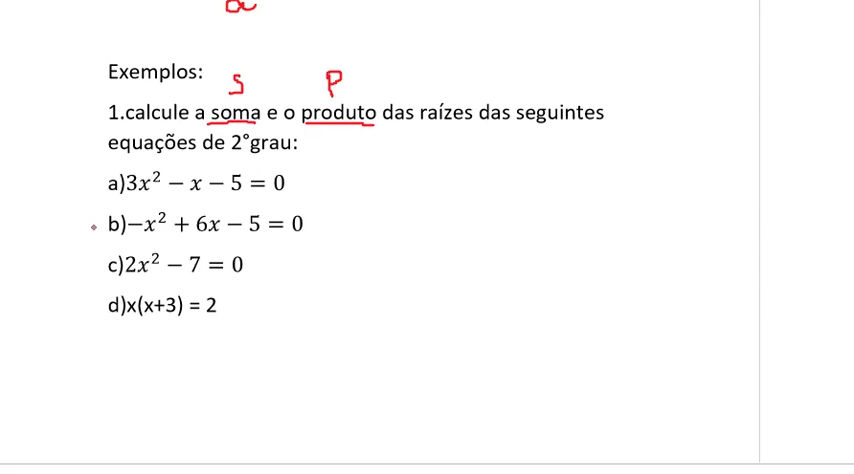 a
Exemplos:
S P
1.calcule a soma e o produto das raízes das seguintes
equações de 2°grau:
a)3x² − x − 5 = 0
b)−x² + 6x − 5 = 0
c)2x² − 7 = 0
d)x(x+3) = 2